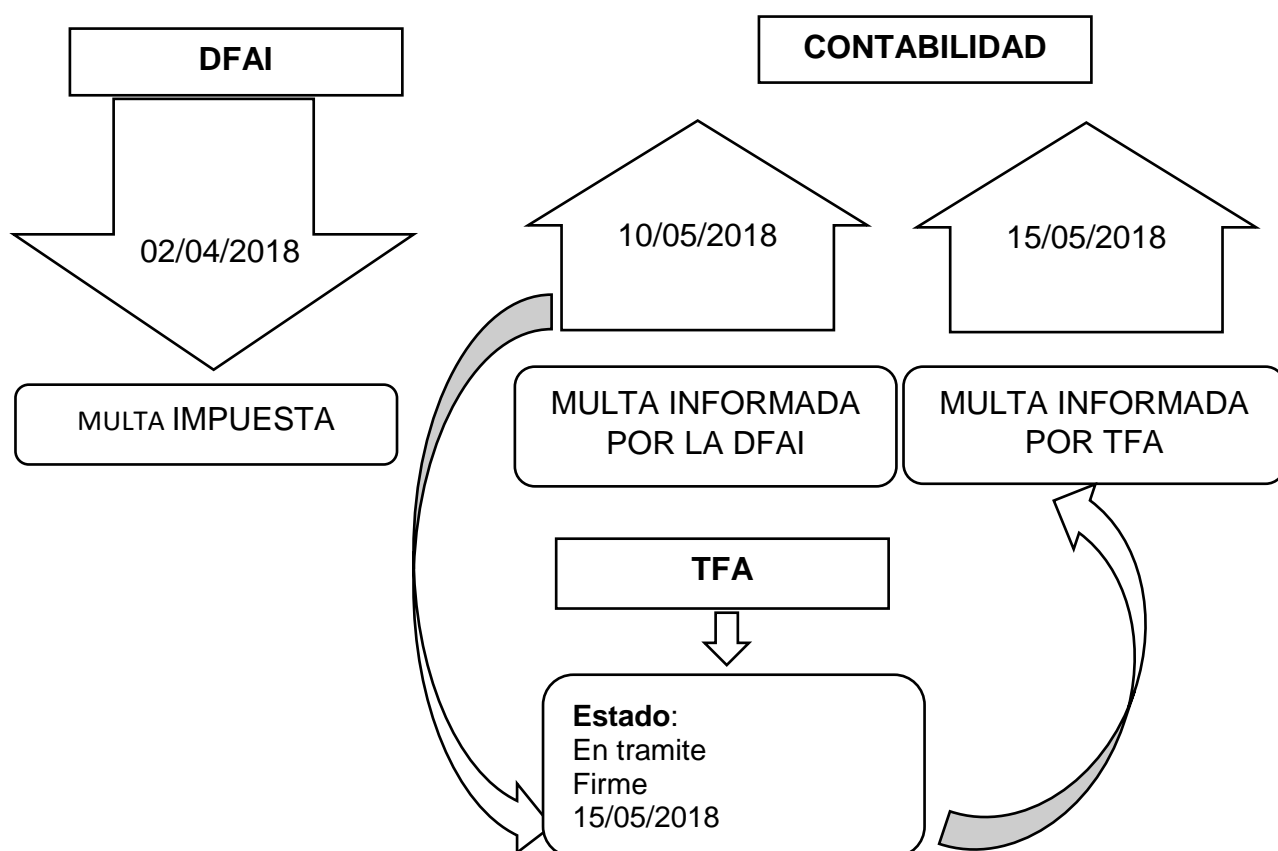 DFAI
CONTABILIDAD
02/04/2018
10/05/2018
15/05/2018
MULTA IMPUESTA
MULTA INFORMADA
POR LA DFAI
MULTA INFORMADA
POR TFA
TFA
Estado:
En tramite
Firme
15/05/2018